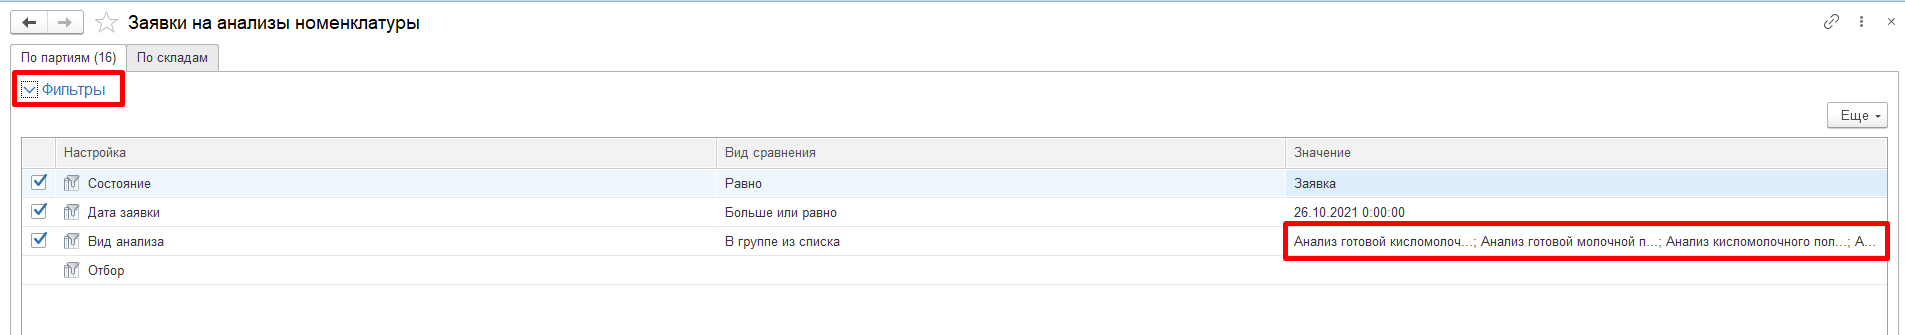 Заявки на анализы номенклатуры
По партиям (16) По складам
Фильтры
Еще
Настройка Вид сравнения Значение
Состояние Равно Заявка
Дата заявки Больше или равно 26.10.2021 0:00:00
Вид анализа В группе из списка Анализ готовой кисломолоч...; Анализ готовой молочной п...; Анализ кисломолочного пол...; А...
Отбор